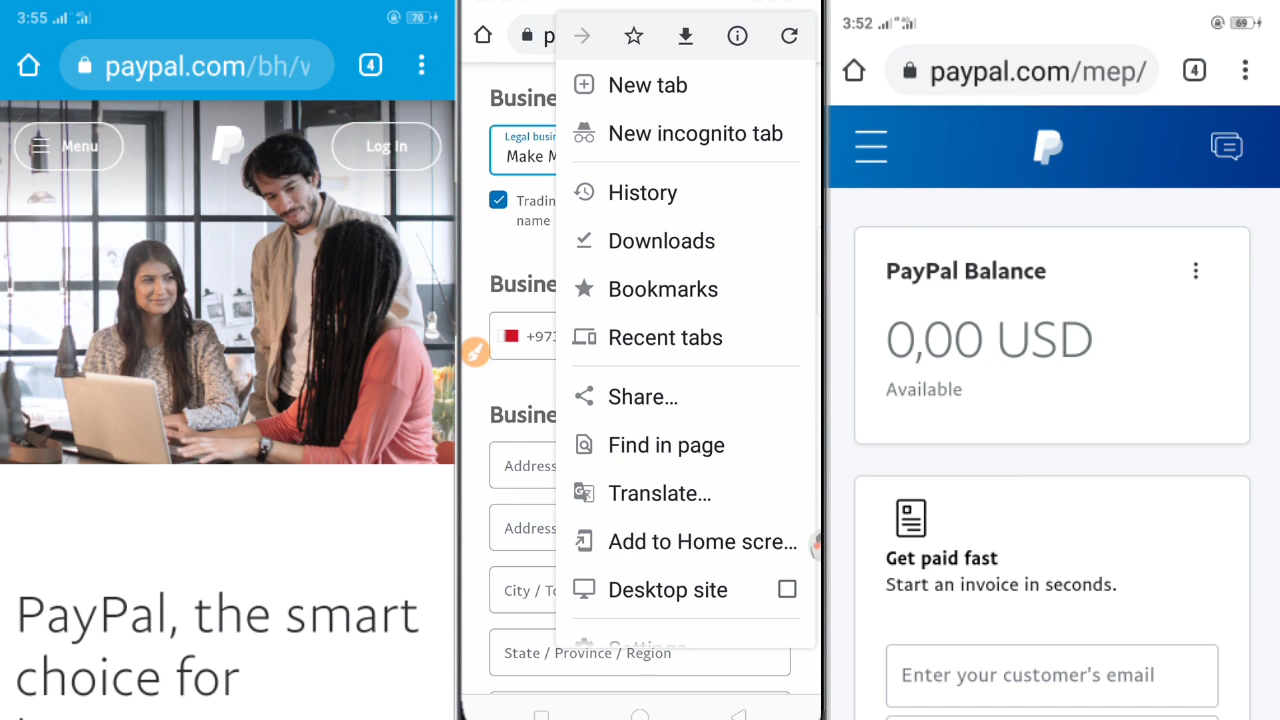 3:55
70
paypal.com/bh/v
4
Menu
Log In
PayPal, the smart
choice for
p
Busine
Legal busin
Make M
Tradin
name
Busine
+973
Busine
Address
Address
City / To
State / Province / Region
New tab
New incognito tab
History
Downloads
Bookmarks
Recent tabs
Share...
Find in page
Translate...
Add to Home scre...
Desktop site
Settings
3:52
69
paypal.com/mep/
4
PayPal Balance
0,00 USD
Available
Get paid fast
Start an invoice in seconds.
Enter your customer's email